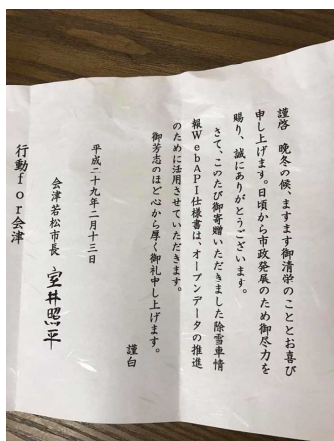 謹啓　晩冬の候、ますます御清栄のこととお喜び
申し上げます。日頃から市政発展のため御尽力を
賜り、誠にありがとうございます。
さて、このたび御寄贈いただきました除雪車情
報WebAPI仕様書は、オープンデータの推進
のために活用させていただきます。
御芳志のほど心から厚く御礼申し上げます。
謹白
平成二十九年二月十三日
会津若松市長　室井照平
行動for会津